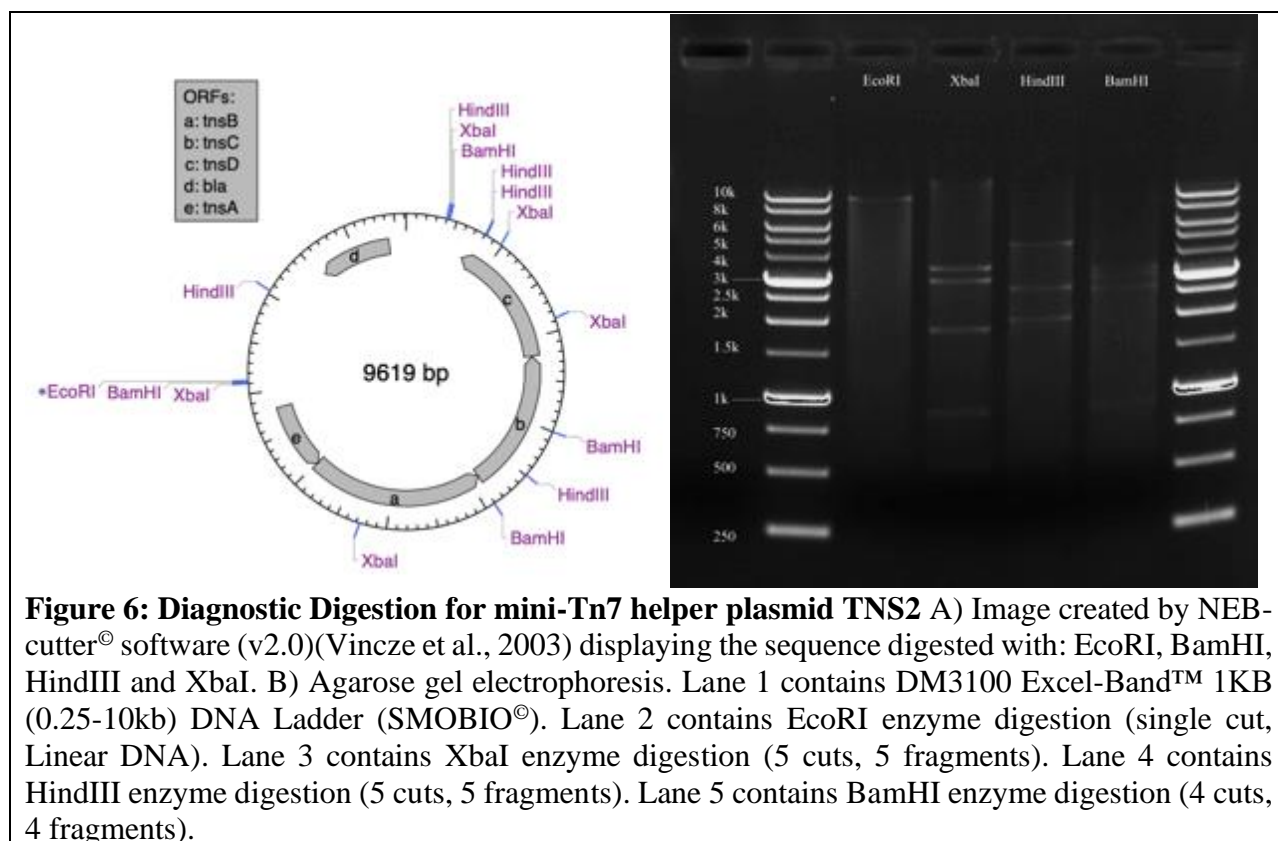 ORFs:
a: tnsB
b: tnsC
c: tnsD
d: bla
e: tnsA
HindIII
XbaI
BamHI
HindIII
HindIII
XbaI
XbaI
BamHI
HindIII
BamHI
XbaI
*EcoRI BamHI XbaI
HindIII
9619 bp
a
b
c
d
e
EcoRI XbaI HindIII BamHI
10k
8k
6k
5k
4k
3k
2.5k
2k
1.5k
1k
750
500
250
Figure 6: Diagnostic Digestion for mini-Tn7 helper plasmid TNS2 A) Image created by NEB-
cutter© software (v2.0)(Vincze et al., 2003) displaying the sequence digested with: EcoRI, BamHI,
HindIII and XbaI. B) Agarose gel electrophoresis. Lane 1 contains DM3100 Excel-Band™ 1KB
(0.25-10kb) DNA Ladder (SMOBIO©). Lane 2 contains EcoRI enzyme digestion (single cut,
Linear DNA). Lane 3 contains XbaI enzyme digestion (5 cuts, 5 fragments). Lane 4 contains
HindIII enzyme digestion (5 cuts, 5 fragments). Lane 5 contains BamHI enzyme digestion (4 cuts,
4 fragments).